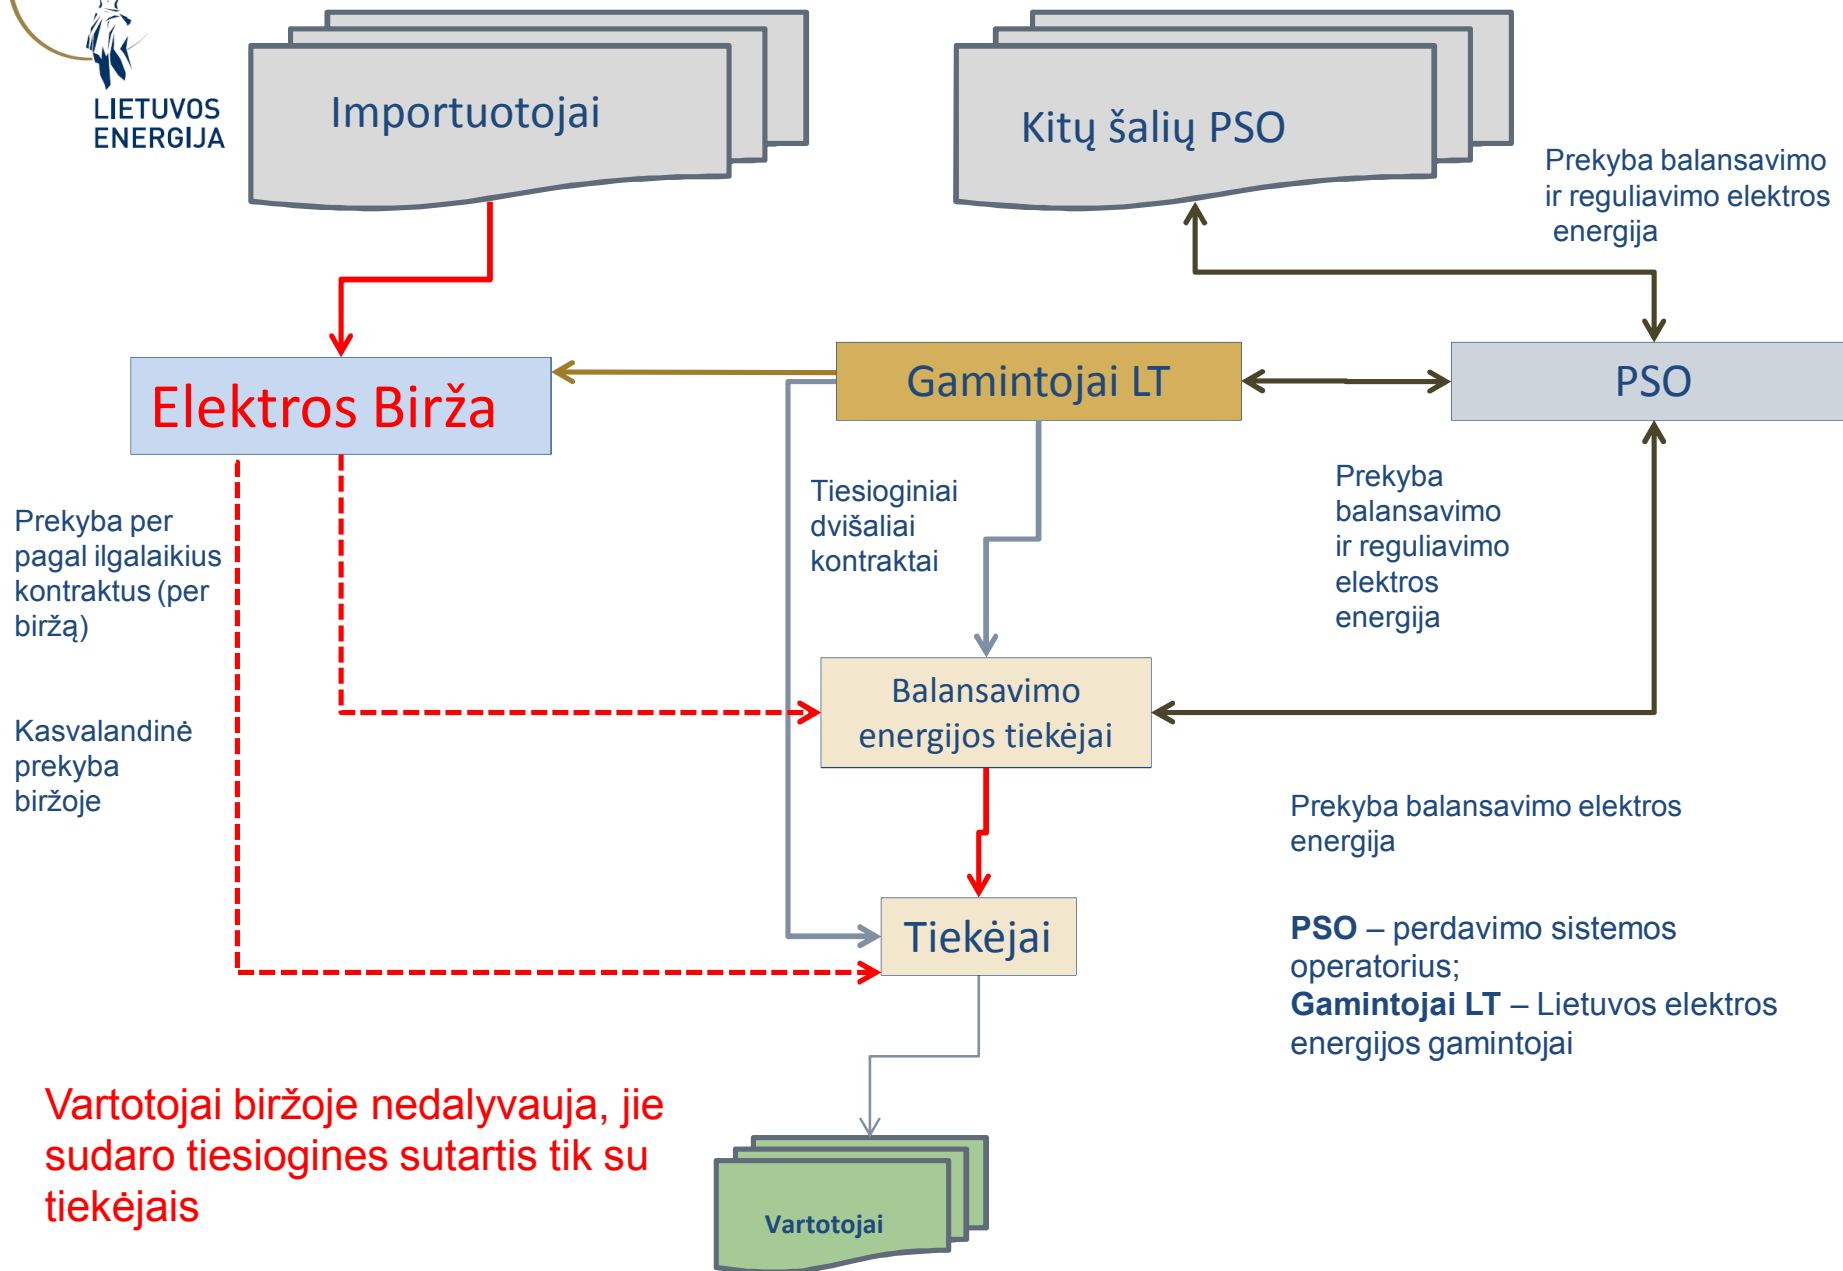 LIETUVOS
ENERGIJA
Importuotojai
Kitų šalių PSO
Prekyba balansavimo
ir reguliavimo elektros
energija
Elektros Birža
Gamintojai LT
PSO
Prekyba per
pagal ilgalaikius
kontraktus (per
biržą)
Tiesioginiai
dvišaliai
kontraktai
Prekyba
balansavimo
ir reguliavimo
elektros
energija
Kasvalandinė
prekyba
biržoje
Balansavimo
energijos tiekėjai
Prekyba balansavimo elektros
energija
Tiekėjai
PSO – perdavimo sistemos
operatorius;
Gamintojai LT – Lietuvos elektros
energijos gamintojai
Vartotojai biržoje nedalyvauja, jie
sudaro tiesiogines sutartis tik su
tiekėjais
Vartotojai